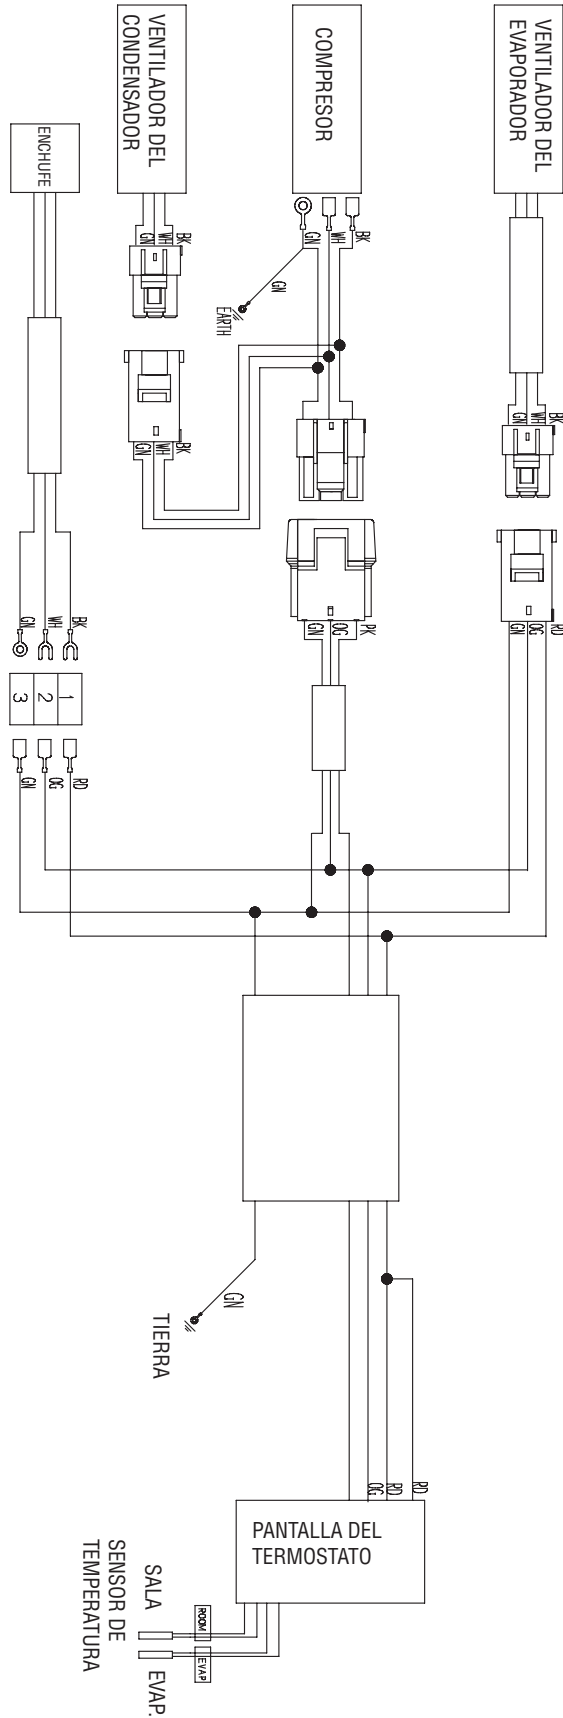 VENTILADOR DEL
CONDENSADOR
COMPRESOR
VENTILADOR DEL
EVAPORADOR
ENCHUFE
GN
WH
BK
GN
WH
BK
GN
EARTH
GN
WH
BK
GN
WH
BK
GN
OG
PK
GN
OG
RD
GN
WH
BK
3
2
1
GN
OG
RD
GN
TIERRA
OG
RD
RD
PANTALLA DEL
TERMOSTATO
ROOM
EVAP
SALA
EVAP.
SENSOR DE
TEMPERATURA